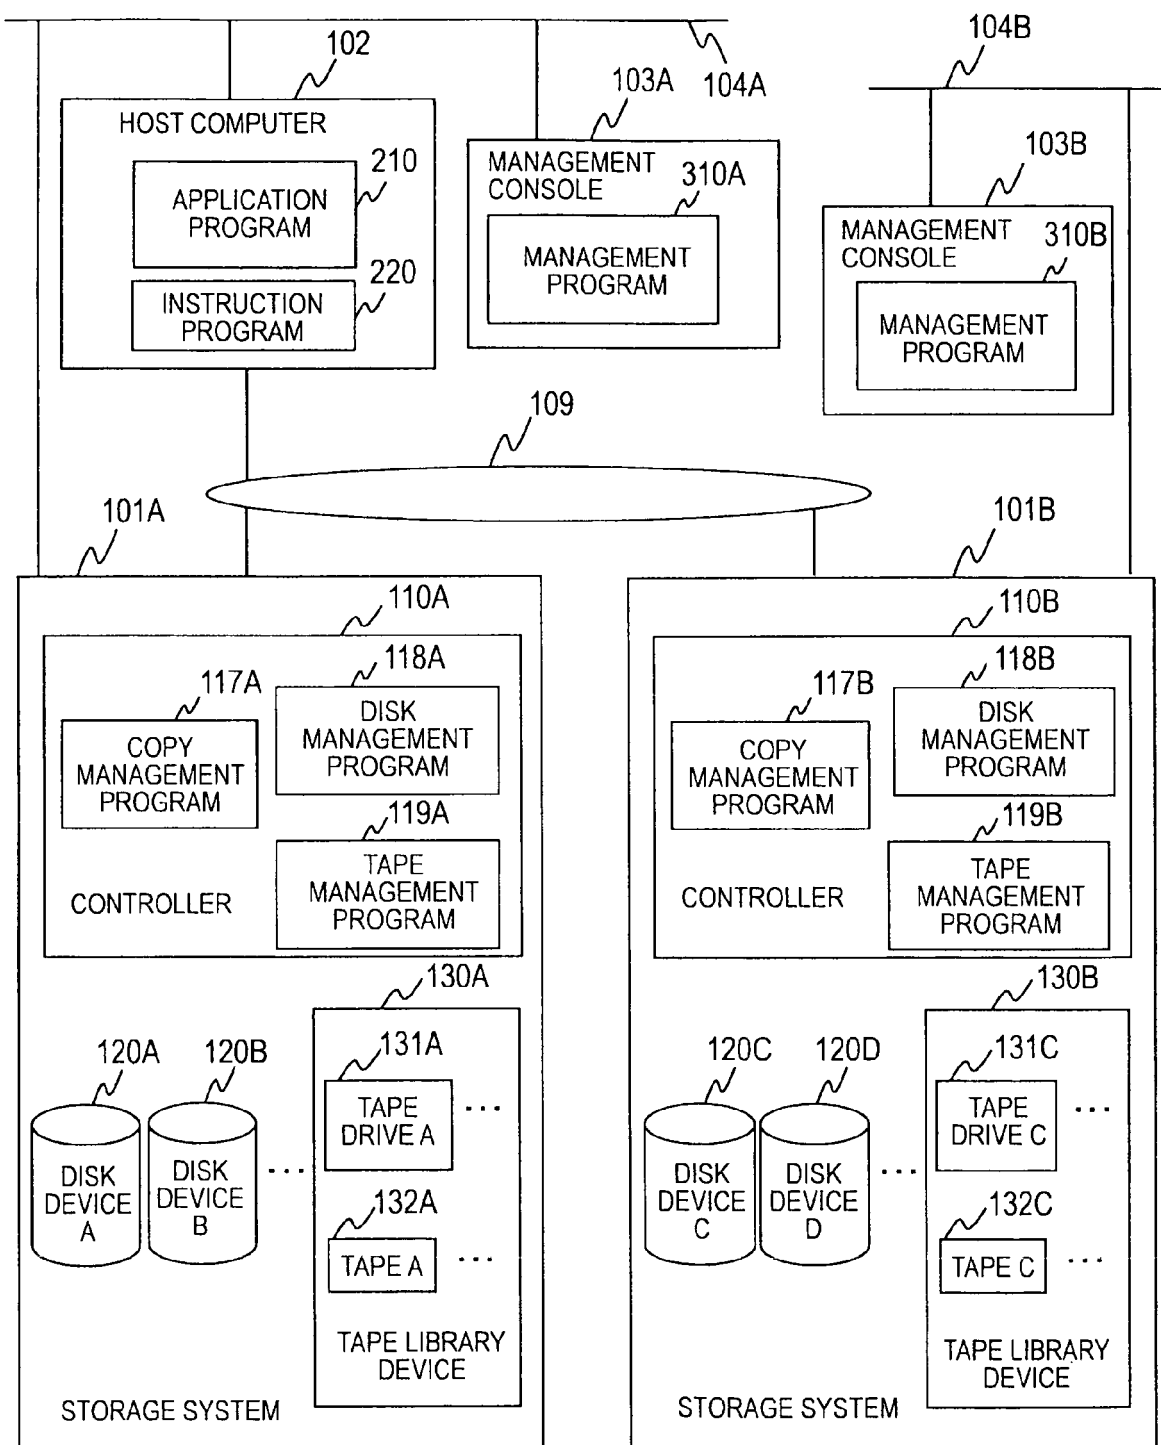 104B
102
103A
104A
HOST COMPUTER
210
APPLICATION
PROGRAM
220
INSTRUCTION
PROGRAM
MANAGEMENT
CONSOLE
310A
MANAGEMENT
PROGRAM
103B
MANAGEMENT
CONSOLE
310B
MANAGEMENT
PROGRAM
109
101A
101B
110A
118A
117A
DISK
MANAGEMENT
PROGRAM
COPY
MANAGEMENT
PROGRAM
119A
TAPE
MANAGEMENT
PROGRAM
CONTROLLER
130A
120A
120B
131A
TAPE
DRIVE A
...
DISK
DEVICE
A
DISK
DEVICE
B
...
132A
TAPE A
...
TAPE LIBRARY
DEVICE
STORAGE SYSTEM
110B
118B
117B
DISK
MANAGEMENT
PROGRAM
COPY
MANAGEMENT
PROGRAM
119B
TAPE
MANAGEMENT
PROGRAM
CONTROLLER
130B
120C
120D
131C
TAPE
DRIVE C
...
DISK
DEVICE
C
DISK
DEVICE
D
...
132C
TAPE C
...
TAPE LIBRARY
DEVICE
STORAGE SYSTEM